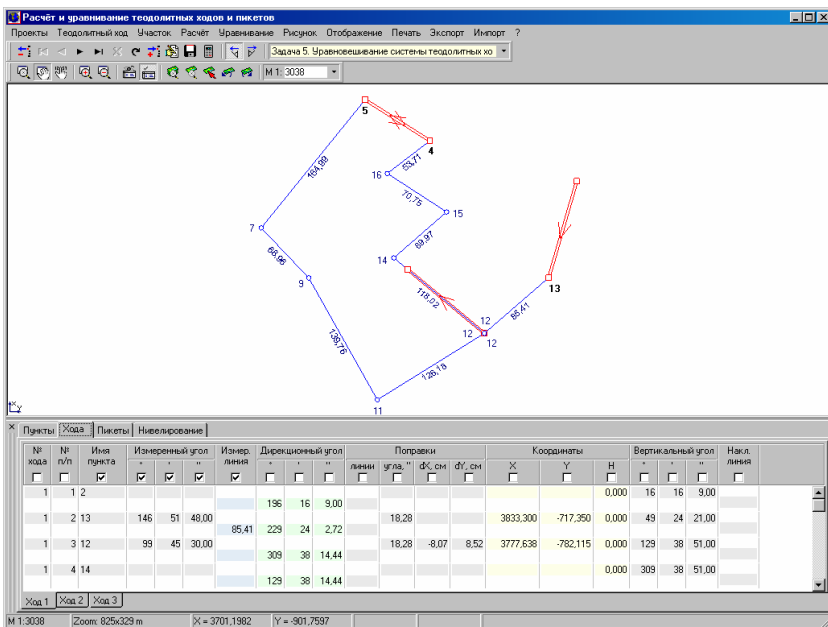 Расчёт и уравнивание теодолитных ходов и пикетов
Проекты Теодолитный ход Участок Расчёт Уравнивание Рисунок Отображение Печать Экспорт Импорт ?
Задача 5. Уравновешивание системы теодолитных хо
М 1: 3038
5
4
53,71
164,99
16
70,75
15
7
69,97
66,96
14
9
13
118,02
85,41
12
12
12
139,76
126,18
11
X
Y
Пункты Хода Пикеты Нивелирование
№ хода № п/п Имя пункта Измеренный угол Измер. линия Дирекционный угол Поправки Координаты Вертикальный угол Накл. линия
° ' " ° ' " линии угла, " dX, см dY, см X Y H ° ' "
1 1 2 0,000 16 16 9,00
196 16 9,00
1 2 13 146 51 48,00 18,28 3833,300 -717,350 0,000 49 24 21,00
85,41 229 24 2,72
1 3 12 99 45 30,00 18,28 -8,07 8,52 3777,638 -782,115 0,000 129 38 51,00
309 38 14,44
1 4 14 0,000 309 38 51,00
129 38 14,44
Ход 1 Ход 2 Ход 3
М 1:3038 Zoom: 825x329 m X = 3701,1982 Y = -901,7597